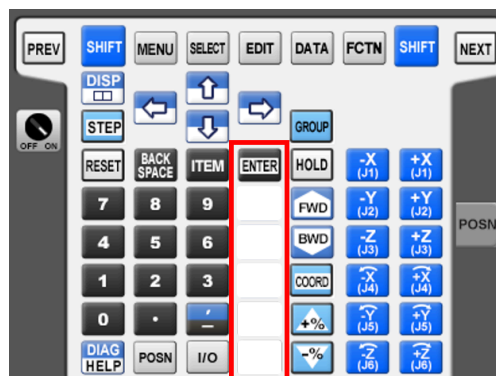 PREV SHIFT MENU SELECT EDIT DATA FCTN SHIFT NEXT
DISP
STEP GROUP
OFF ON
RESET BACK SPACE ITEM ENTER HOLD -X (J1) +X (J1)
7 8 9 FWD -Y (J2) +Y (J2)
POSN
4 5 6 BWD -Z (J3) +Z (J3)
1 2 3 COORD -X (J4) +X (J4)
0 . , - +% -Y (J5) +Y (J5)
DIAG HELP POSN I/O -% -Z (J6) +Z (J6)